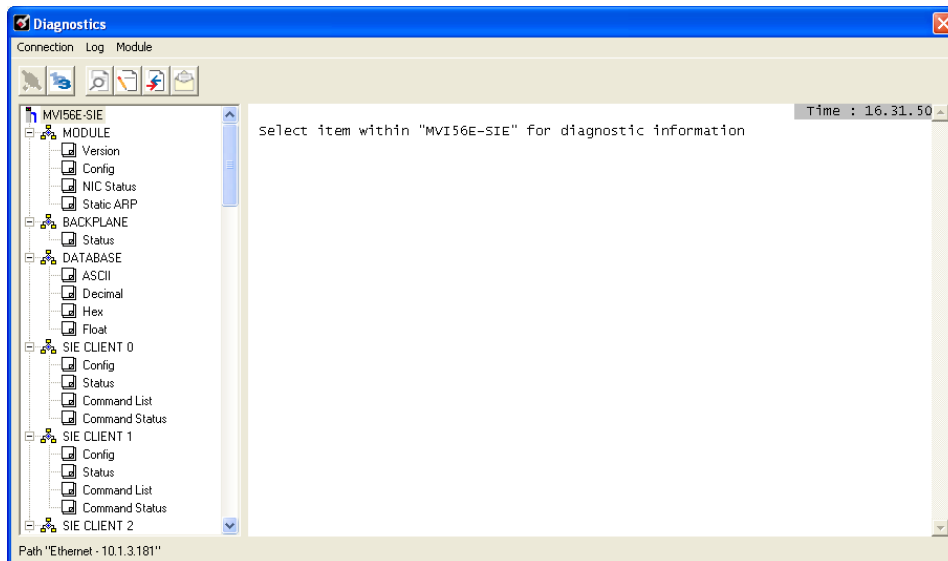 Diagnostics
Connection Log Module
MVI56E-SIE
MODULE
Version
Config
NIC Status
Static ARP
BACKPLANE
Status
DATABASE
ASCII
Decimal
Hex
Float
SIE CLIENT 0
Config
Status
Command List
Command Status
SIE CLIENT 1
Config
Status
Command List
Command Status
SIE CLIENT 2
Time : 16.31.50
Select item within "MVI56E-SIE" for diagnostic information
Path "Ethernet - 10.1.3.181"